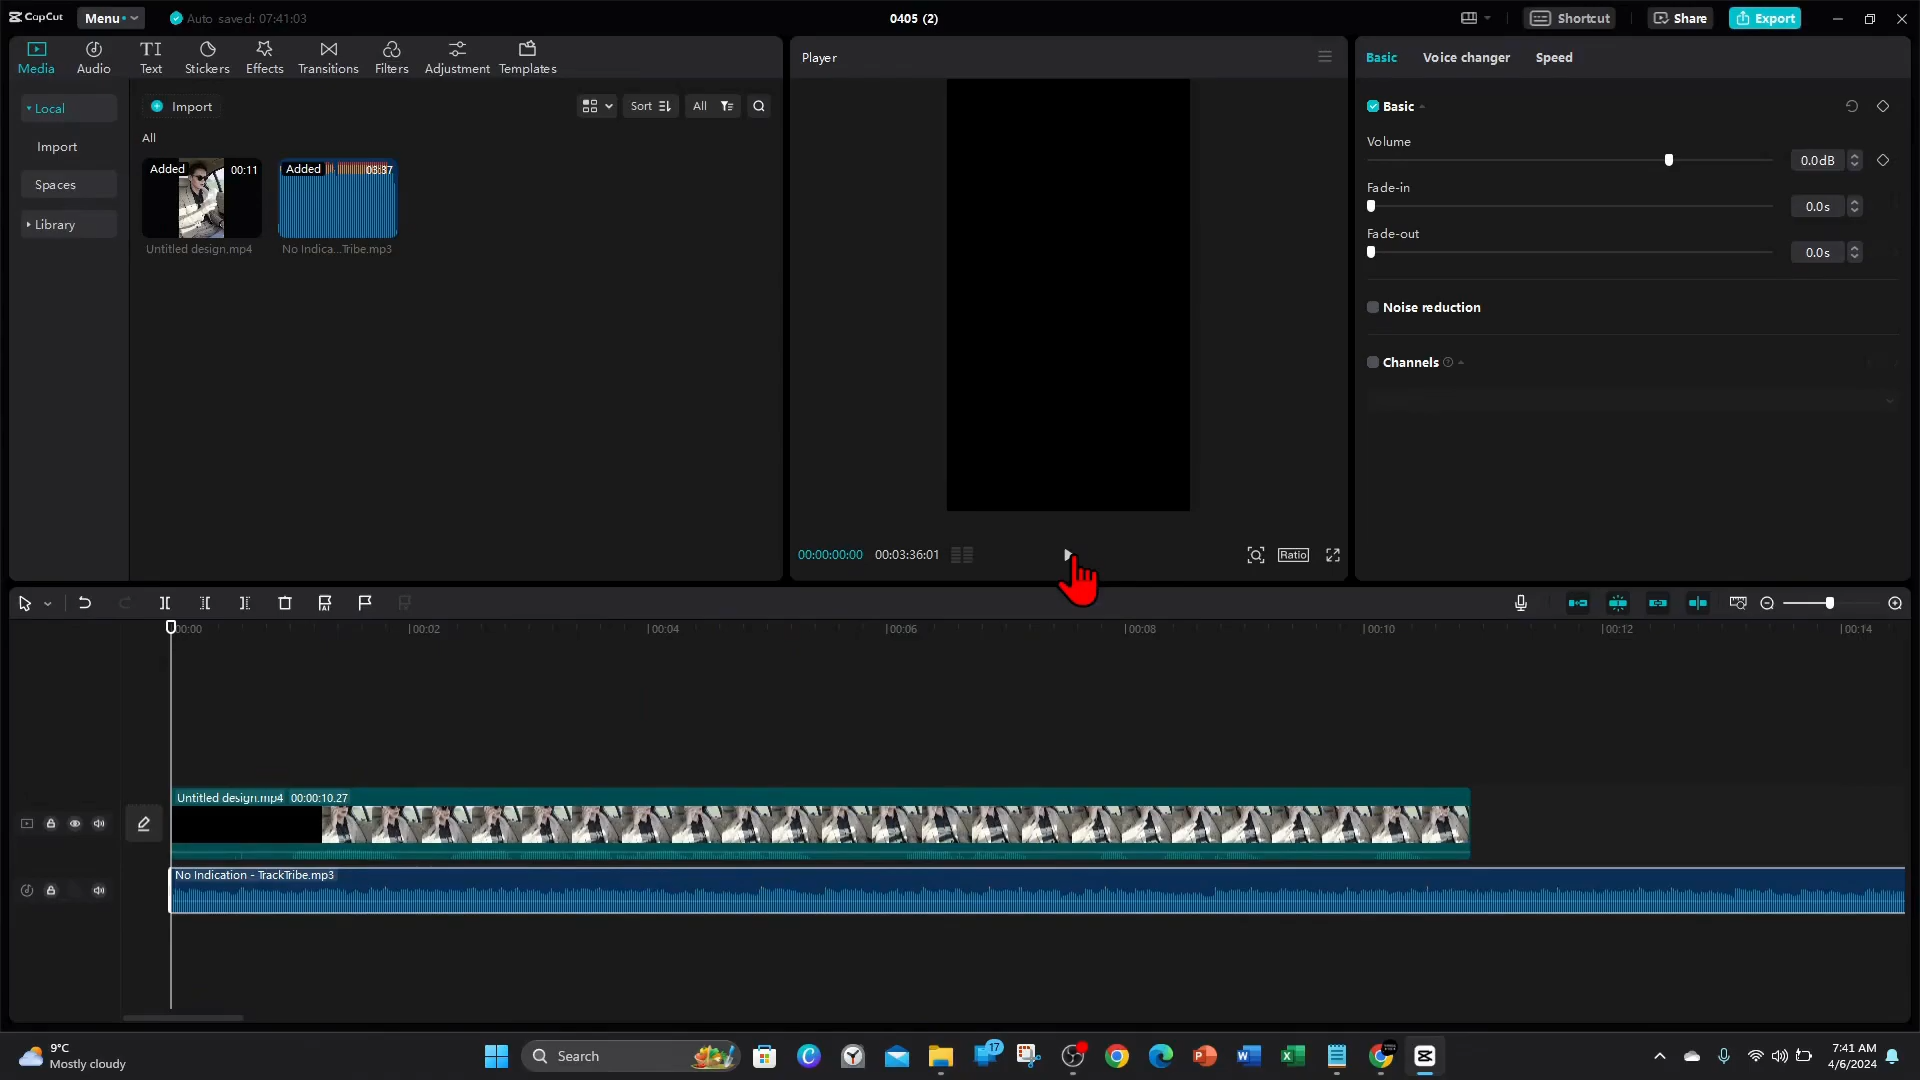 CapCut
Menu
Auto saved: 07:41:03
0405 (2)
Shortcut
Share
Export
Media
Audio
Text
Stickers
Effects
Transitions
Filters
Adjustment
Templates
Player
Basic
Voice changer
Speed
Local
Import
Sort
All
Basic
Volume
0.0dB
Fade-in
0.0s
Fade-out
0.0s
Noise reduction
Channels
All
Import
Spaces
Library
Added
00:11
Added
03:37
Untitled design.mp4
No Indica...Tribe.mp3
00:00:00:00
00:03:36:01
Ratio
00:00
00:02
00:04
00:06
00:08
00:10
00:12
00:14
Untitled design.mp4 00:00:10.27
No Indication - TrackTribe.mp3
9°C
Mostly cloudy
Search
17
7:41 AM
4/6/2024